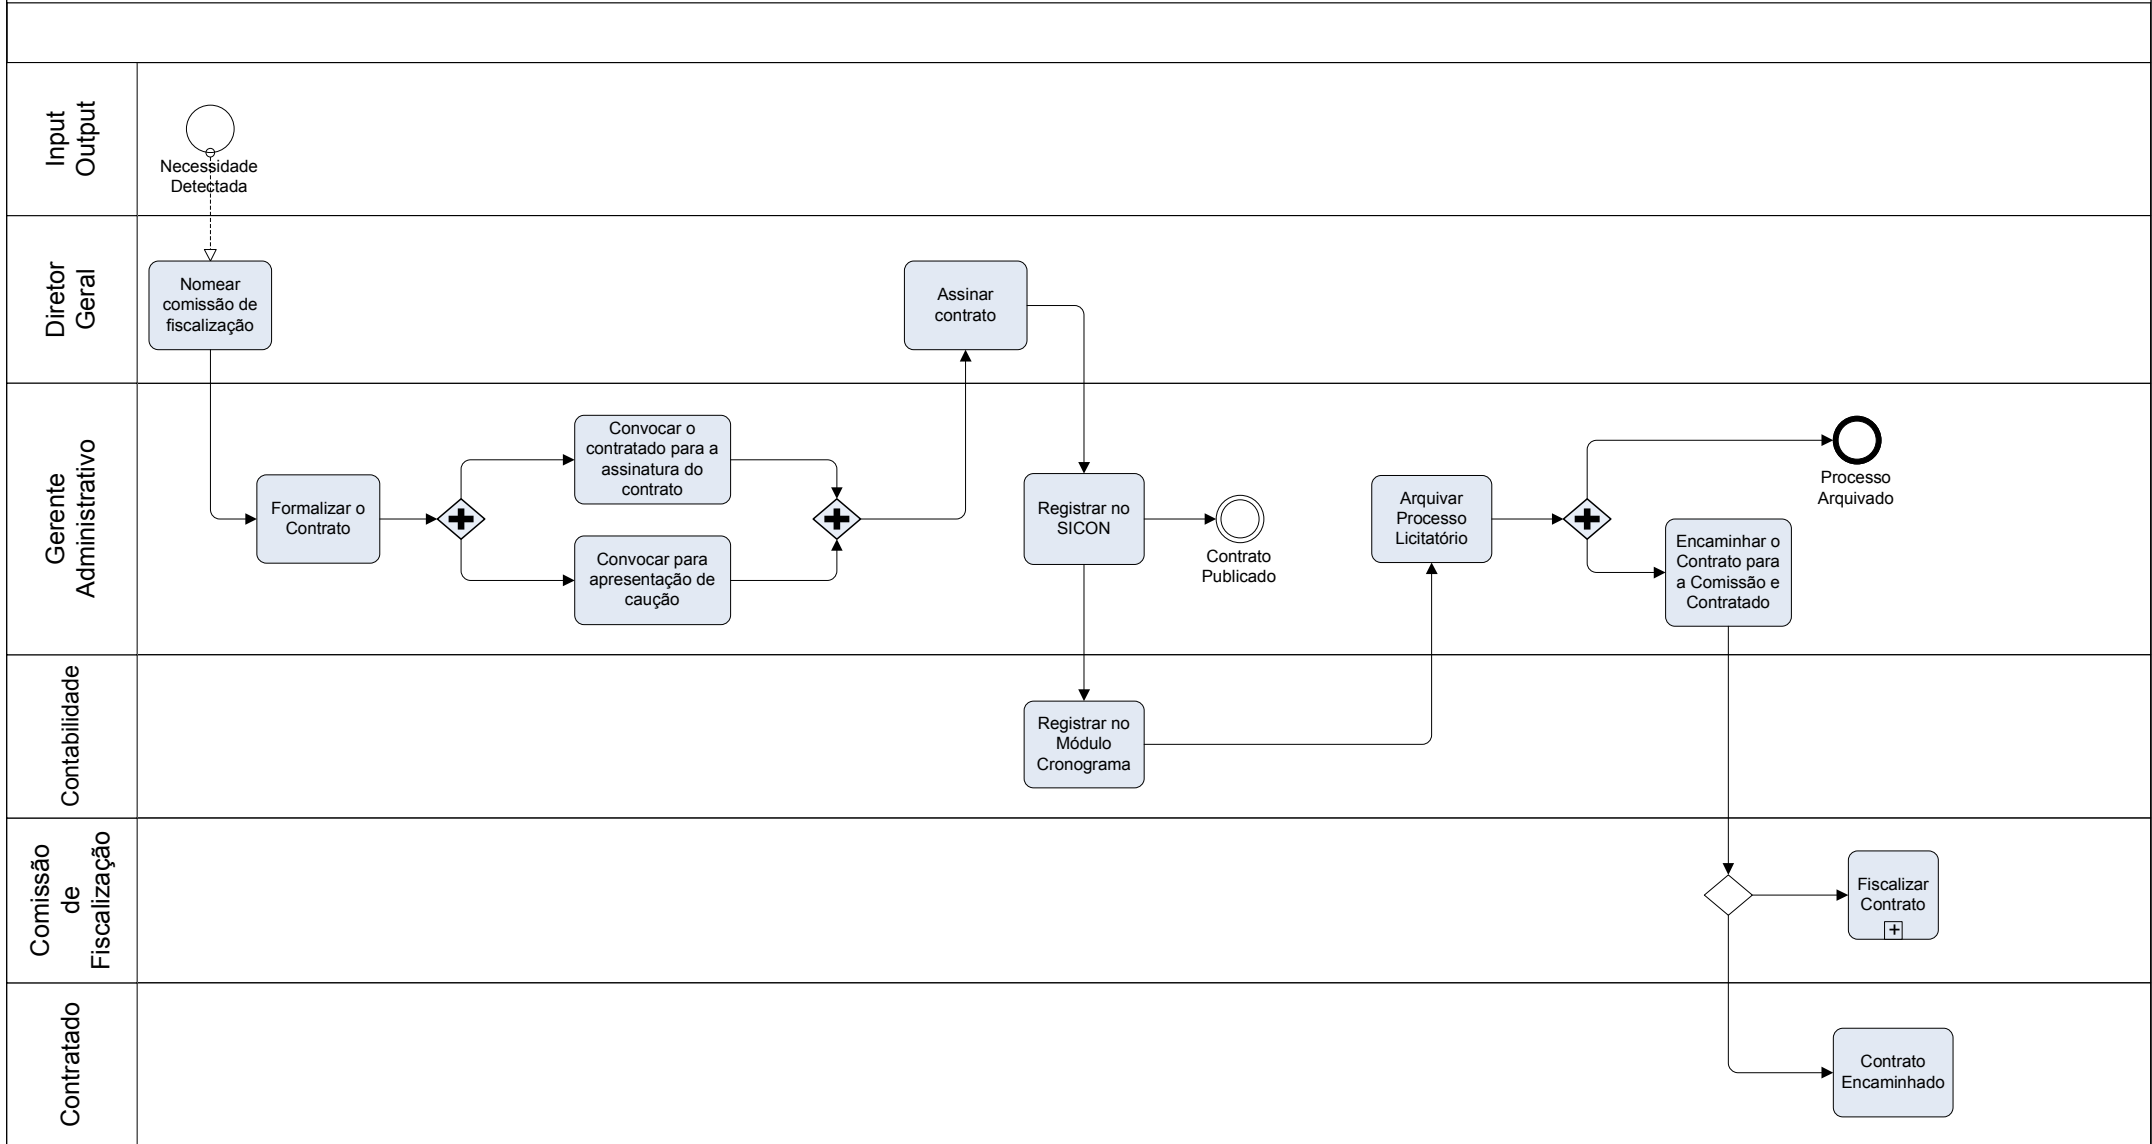 Input
Output
Necessidade
Detectada
Diretor
Geral
Nomear
comissão de
fiscalização
Assinar
contrato
Gerente
Administrativo
Formalizar o
Contrato
Convocar o
contratado para a
assinatura do
contrato
Convocar para
apresentação de
caução
Registrar no
SICON
Contrato
Publicado
Arquivar
Processo
Licitatório
Processo
Arquivado
Encaminhar o
Contrato para
a Comissão e
Contratado
Contabilidade
Registrar no
Módulo
Cronograma
Comissão
de
Fiscalização
Fiscalizar
Contrato
Contratado
Contrato
Encaminhado